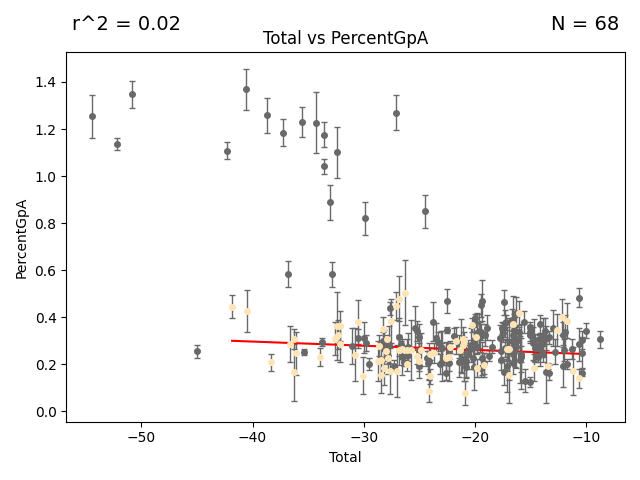 r^2 = 0.02
N = 68
Total vs PercentGpA
PercentGpA
1.4
1.2
1.0
0.8
0.6
0.4
0.2
0.0
−50
−40
−30
−20
−10
Total